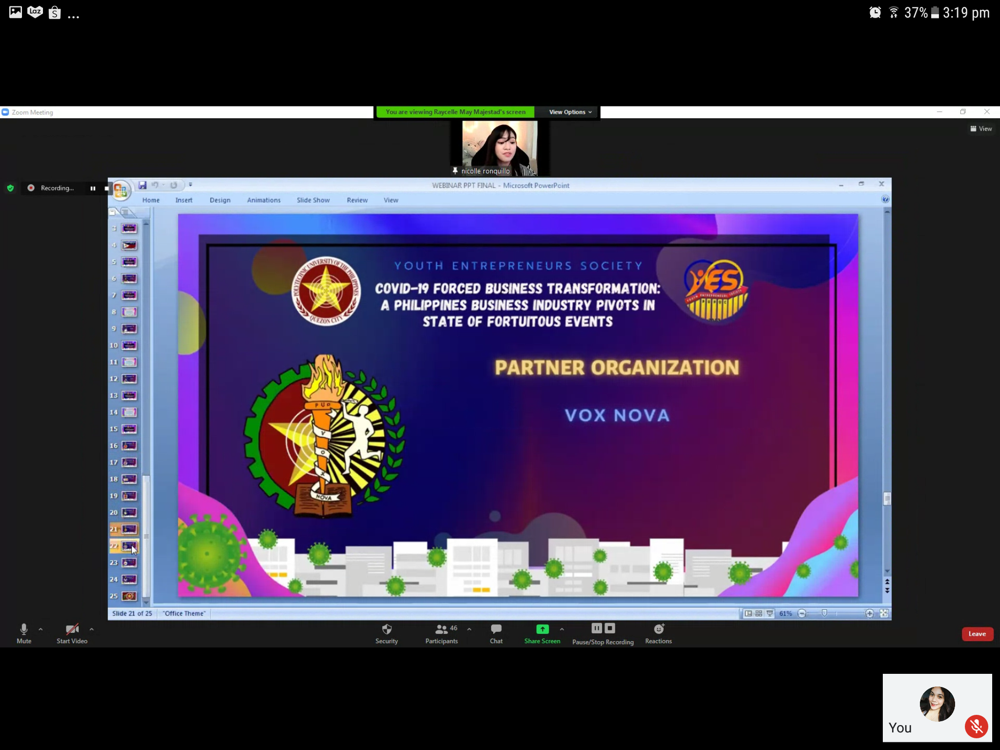 Laz
S
...
37%
3:19 pm
Zoom Meeting
You are viewing Raycelle May Majestad's screen
View Options
View
nicolle ronquillo
Recording...
WEBINAR PPT FINAL - Microsoft PowerPoint
Home
Insert
Design
Animations
Slide Show
Review
View
3
4
5
6
7
8
9
10
11
12
13
14
15
16
17
18
19
20
21
22
23
24
25
POLYTECHNIC UNIVERSITY OF THE PHILIPPINES
QUEZON CITY
YOUTH ENTREPRENEURS SOCIETY
COVID-19 FORCED BUSINESS TRANSFORMATION:
A PHILIPPINES BUSINESS INDUSTRY PIVOTS IN
STATE OF FORTUITOUS EVENTS
YES
YOUTH ENTREPRENEURS SOCIETY
PUPQC
PARTNER ORGANIZATION
VOX NOVA
PUP
V
O
X
NOVA
Slide 21 of 25
"Office Theme"
61%
Mute
Start Video
Security
46
Participants
Chat
Share Screen
Pause/Stop Recording
Reactions
Leave
You